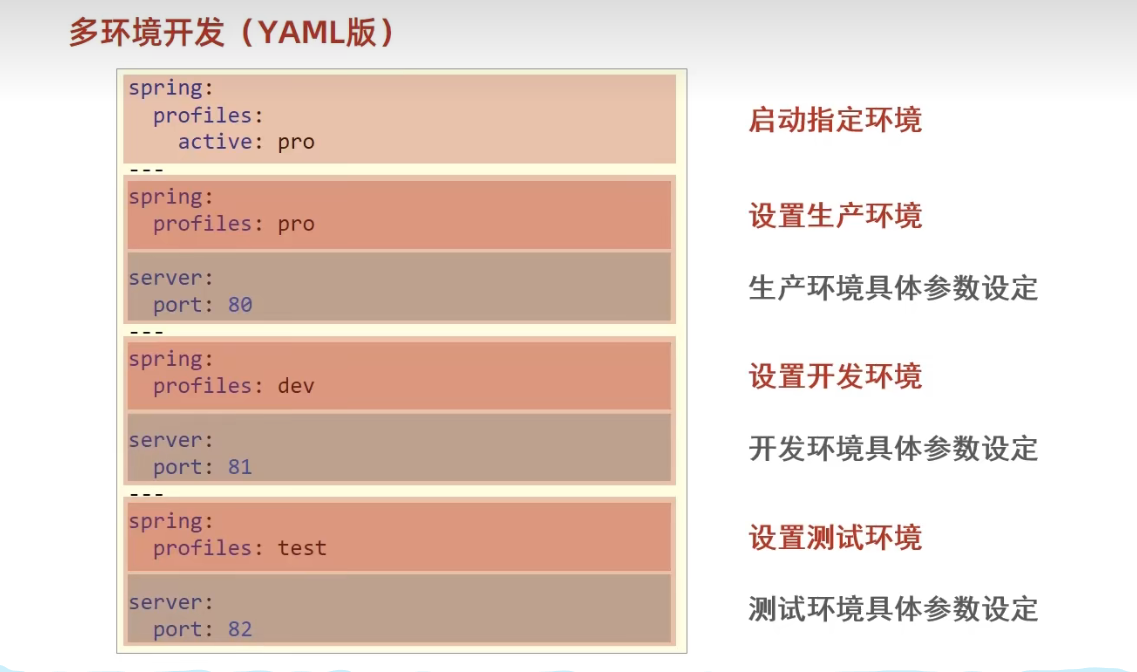 多环境开发（YAML版）
spring:
  profiles:
    active: pro
启动指定环境
---
spring:
  profiles: pro
设置生产环境
server:
  port: 80
生产环境具体参数设定
---
spring:
  profiles: dev
设置开发环境
server:
  port: 81
开发环境具体参数设定
---
spring:
  profiles: test
设置测试环境
server:
  port: 82
测试环境具体参数设定